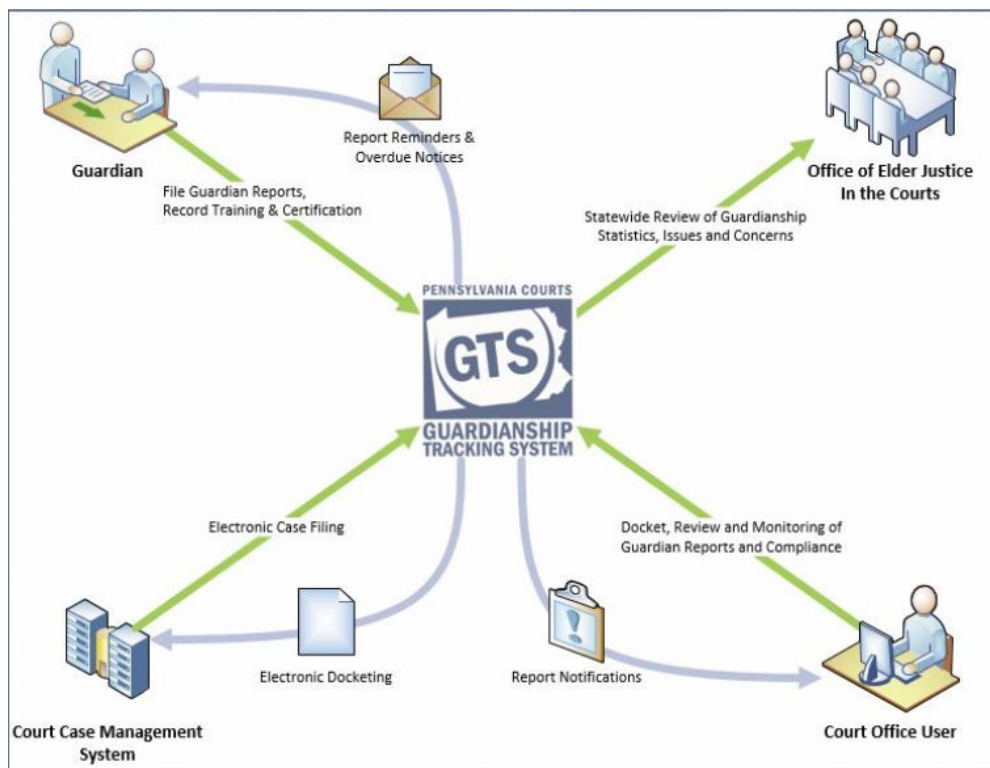 Report Reminders &
Overdue Notices
Guardian
File Guardian Reports,
Record Training & Certification
Office of Elder Justice
In the Courts
Statewide Review of Guardianship
Statistics, Issues and Concerns
PENNSYLVANIA COURTS
GTS
GUARDIANSHIP
TRACKING SYSTEM
Electronic Case Filing
Docket, Review and Monitoring of
Guardian Reports and Compliance
Electronic Docketing
Report Notifications
Court Case Management
System
Court Office User